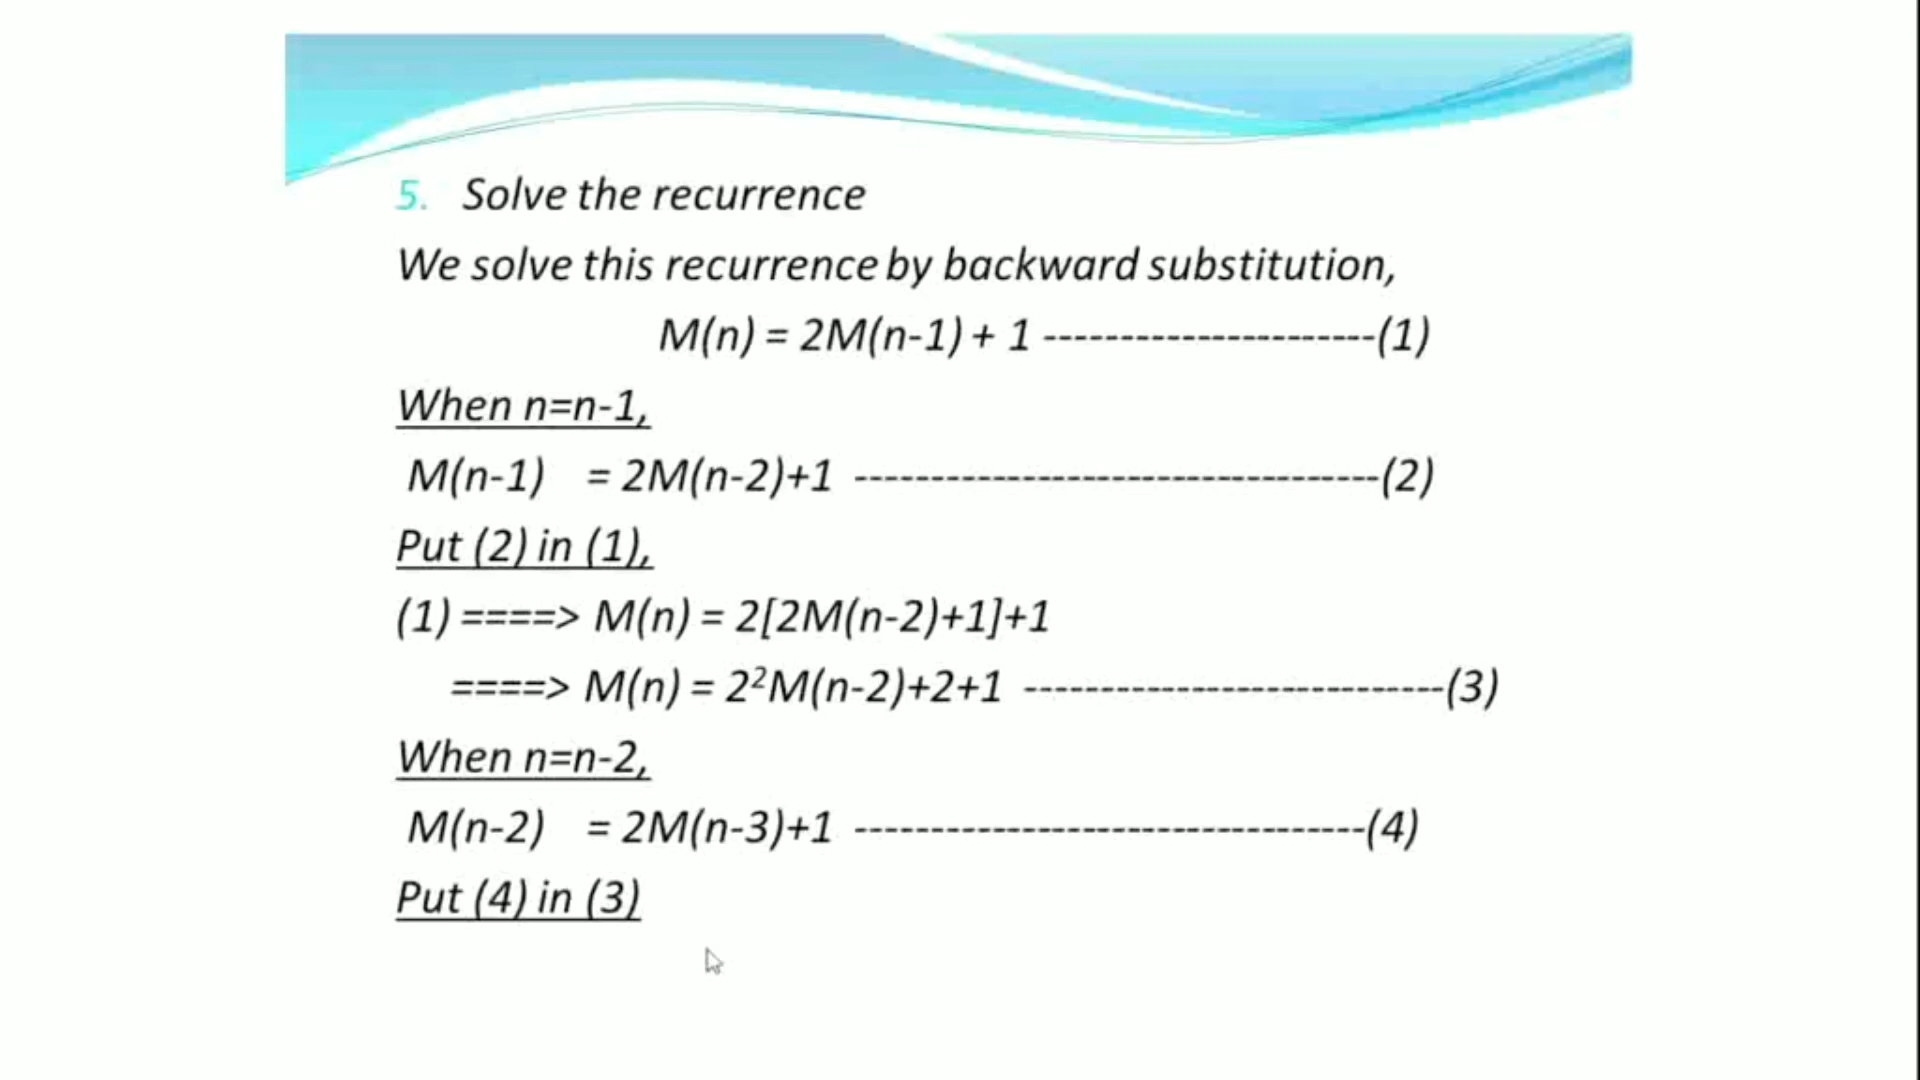 5. Solve the recurrence
We solve this recurrence by backward substitution,
M(n) = 2M(n-1) + 1 ----------------------(1)
When n=n-1,
M(n-1) = 2M(n-2)+1 -----------------------------------(2)
Put (2) in (1),
(1) ====> M(n) = 2[2M(n-2)+1]+1
====> M(n) = 2²M(n-2)+2+1 ----------------------------(3)
When n=n-2,
M(n-2) = 2M(n-3)+1 ----------------------------------(4)
Put (4) in (3)